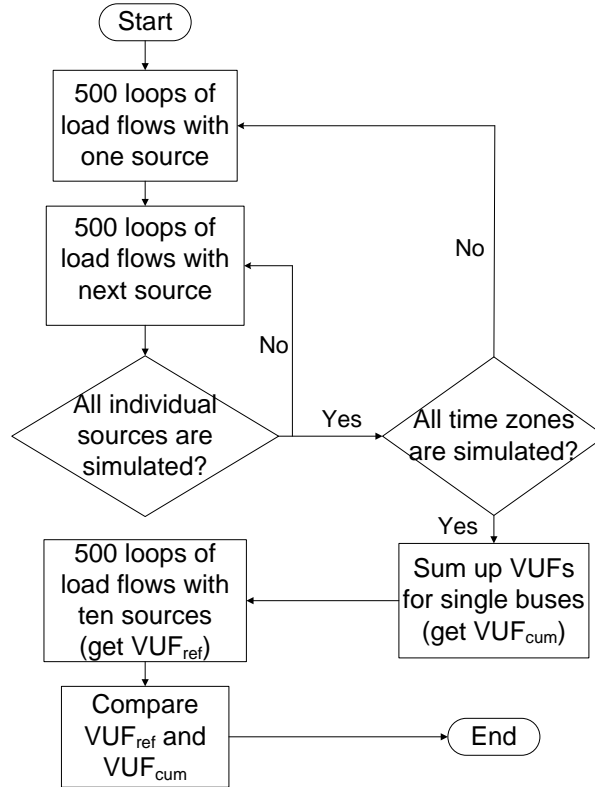 Start
500 loops of
load flows with
one source
500 loops of
load flows with
next source
No
No
All individual
sources are
simulated?
Yes
All time zones
are simulated?
Yes
500 loops of
load flows with
ten sources
(get VUFref)
Sum up VUFs
for single buses
(get VUFcum)
Compare
VUFref and
VUFcum
End